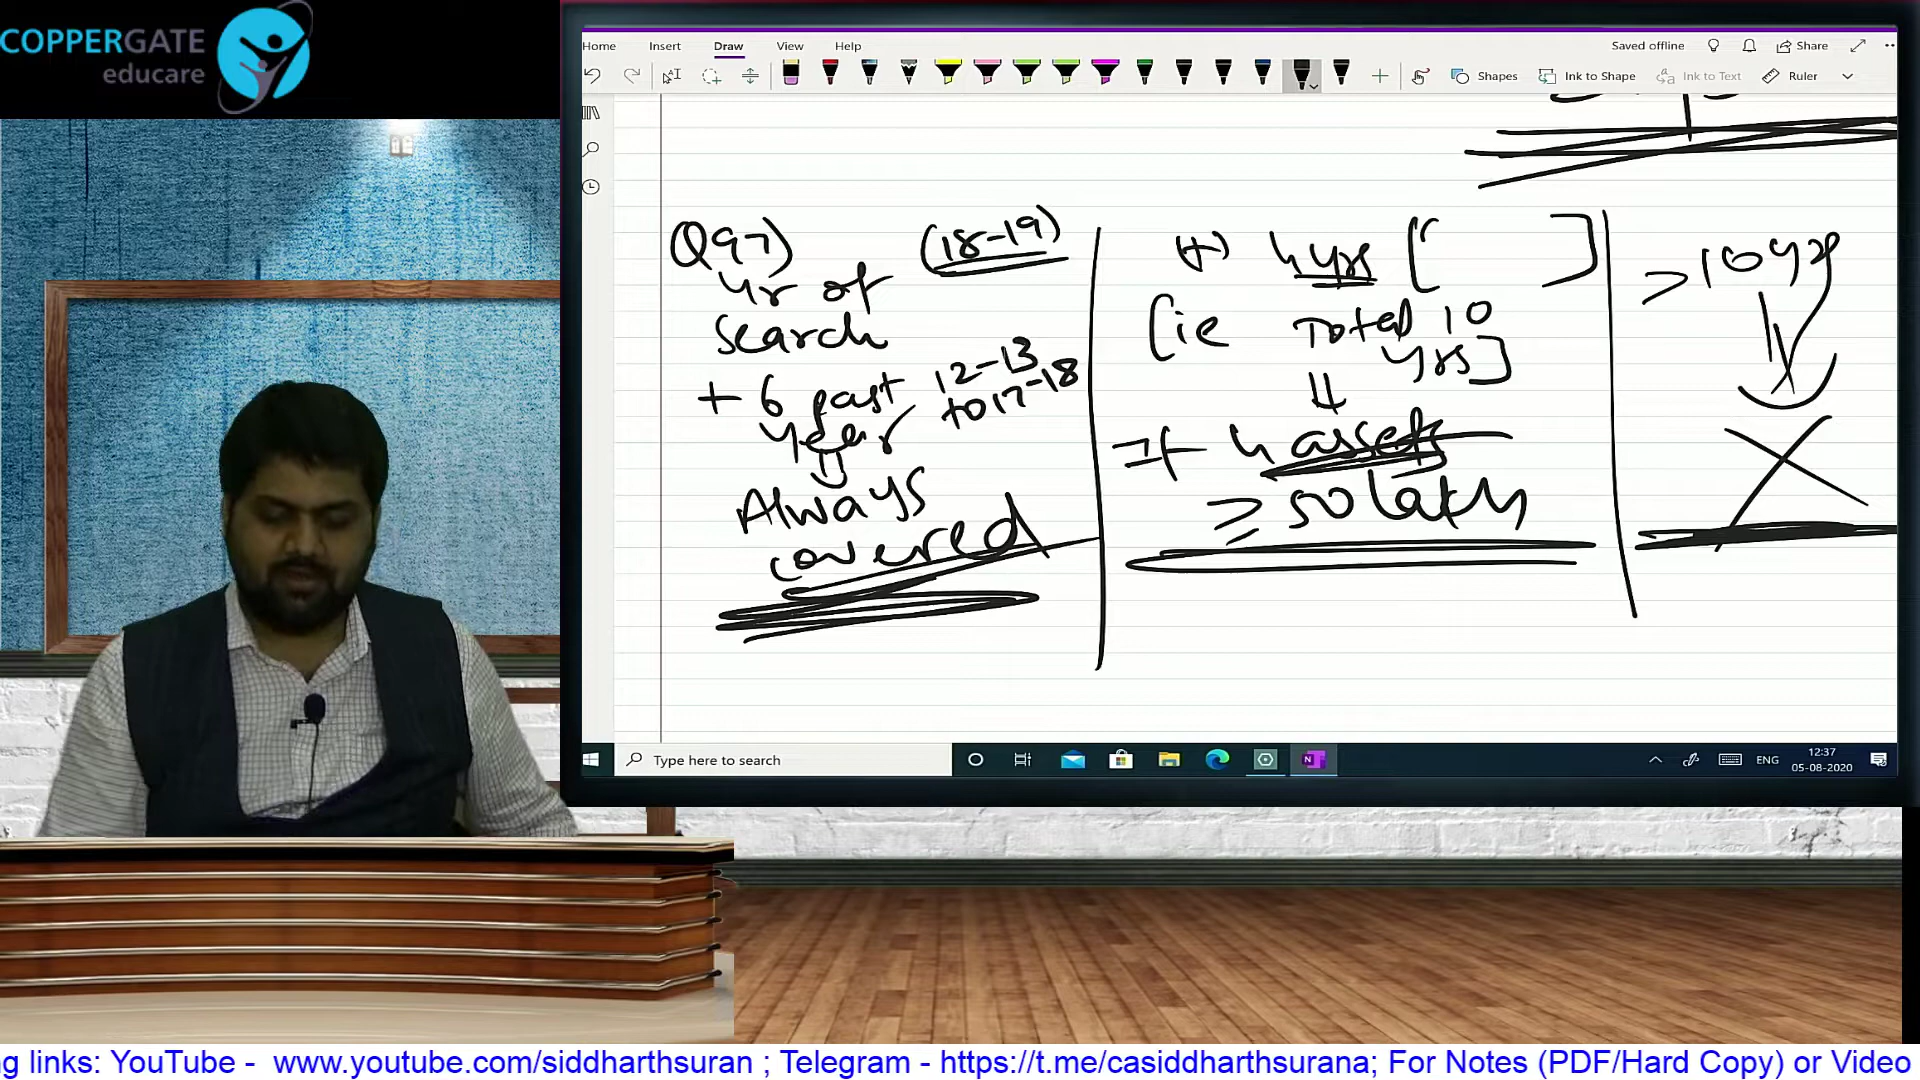 COPPERGATE
educare
Home Insert Draw View Help
Saved offline Share
Shapes Ink to Shape Ink to Text Ruler
Q97) (18-19)
yr of
search
+ 6 past
year
12-13
to 17-18
Always
covered
(+) 4 yrs [ ]
[ie Total 10
yrs]
If 4 assets
≥ 50 lakh
> 10 yr
Type here to search
ENG
12:37
05-08-2020
g links: YouTube - www.youtube.com/siddharthsuran ; Telegram - https://t.me/casiddharthsurana; For Notes (PDF/Hard Copy) or Video